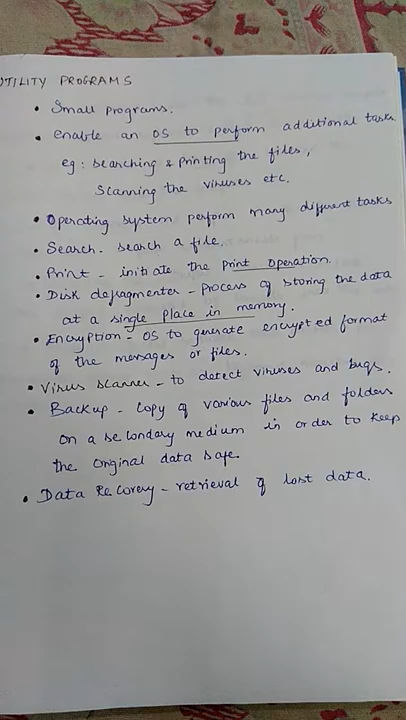 UTILITY PROGRAMS
• Small programs.
• enable an OS to perform additional tasks
eg: searching & printing the files,
Scanning the viruses etc.
• Operating system perform many different tasks
• Search - search a file.
• Print - initiate the print operation.
• Disk defragmenter - process of storing the data
at a single place in memory.
• Encryption - OS to generate encrypted format
of the messages or files.
• Virus scanner - to detect viruses and bugs.
• Backup - copy of various files and folders
on a secondary medium in order to keep
the original data safe.
• Data Recovery - retrieval of lost data.